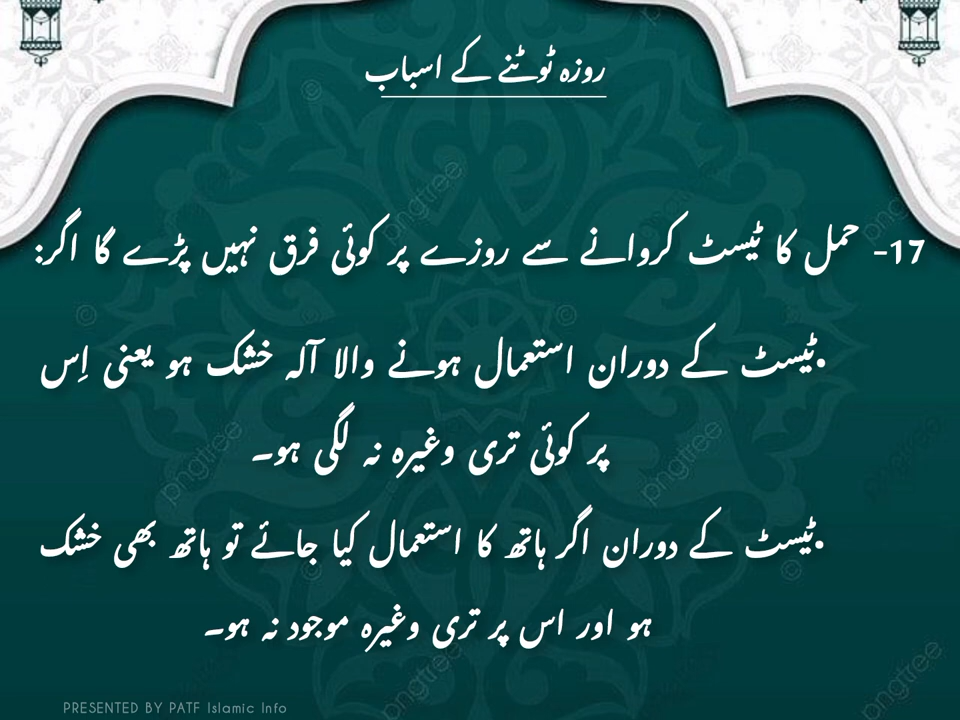 روزہ ٹوٹنے کے اسباب
17- حمل کا ٹیسٹ کروانے سے روزے پر کوئی فرق نہیں پڑے گا اگر:
•ٹیسٹ کے دوران استعمال ہونے والا آلہ خشک ہو یعنی اِس
پر کوئی تری وغیرہ نہ لگی ہو۔
•ٹیسٹ کے دوران اگر ہاتھ کا استعمال کیا جائے تو ہاتھ بھی خشک
ہو اور اس پر تری وغیرہ موجود نہ ہو۔
PRESENTED BY PATF Islamic Info
pngtree